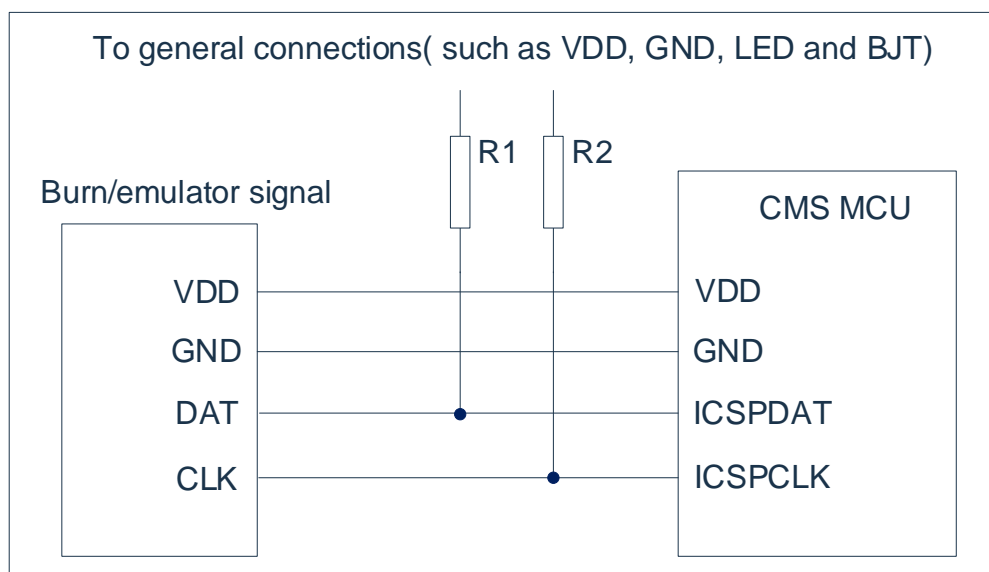 To general connections( such as VDD, GND, LED and BJT)
R1
R2
Burn/emulator signal
CMS MCU
VDD
VDD
GND
GND
DAT
ICSPDAT
CLK
ICSPCLK